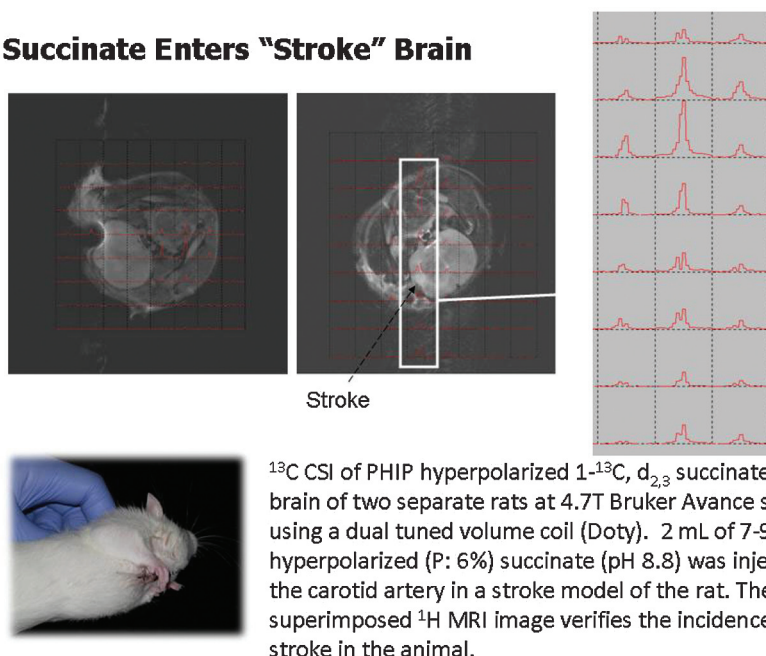 Succinate Enters “Stroke” Brain
Stroke
¹³C CSI of PHIP hyperpolarized 1-¹³C, d₂,₃ succinate
brain of two separate rats at 4.7T Bruker Avance s
using a dual tuned volume coil (Doty). 2 mL of 7-9
hyperpolarized (P: 6%) succinate (pH 8.8) was inje
the carotid artery in a stroke model of the rat. The
superimposed ¹H MRI image verifies the incidence
stroke in the animal.